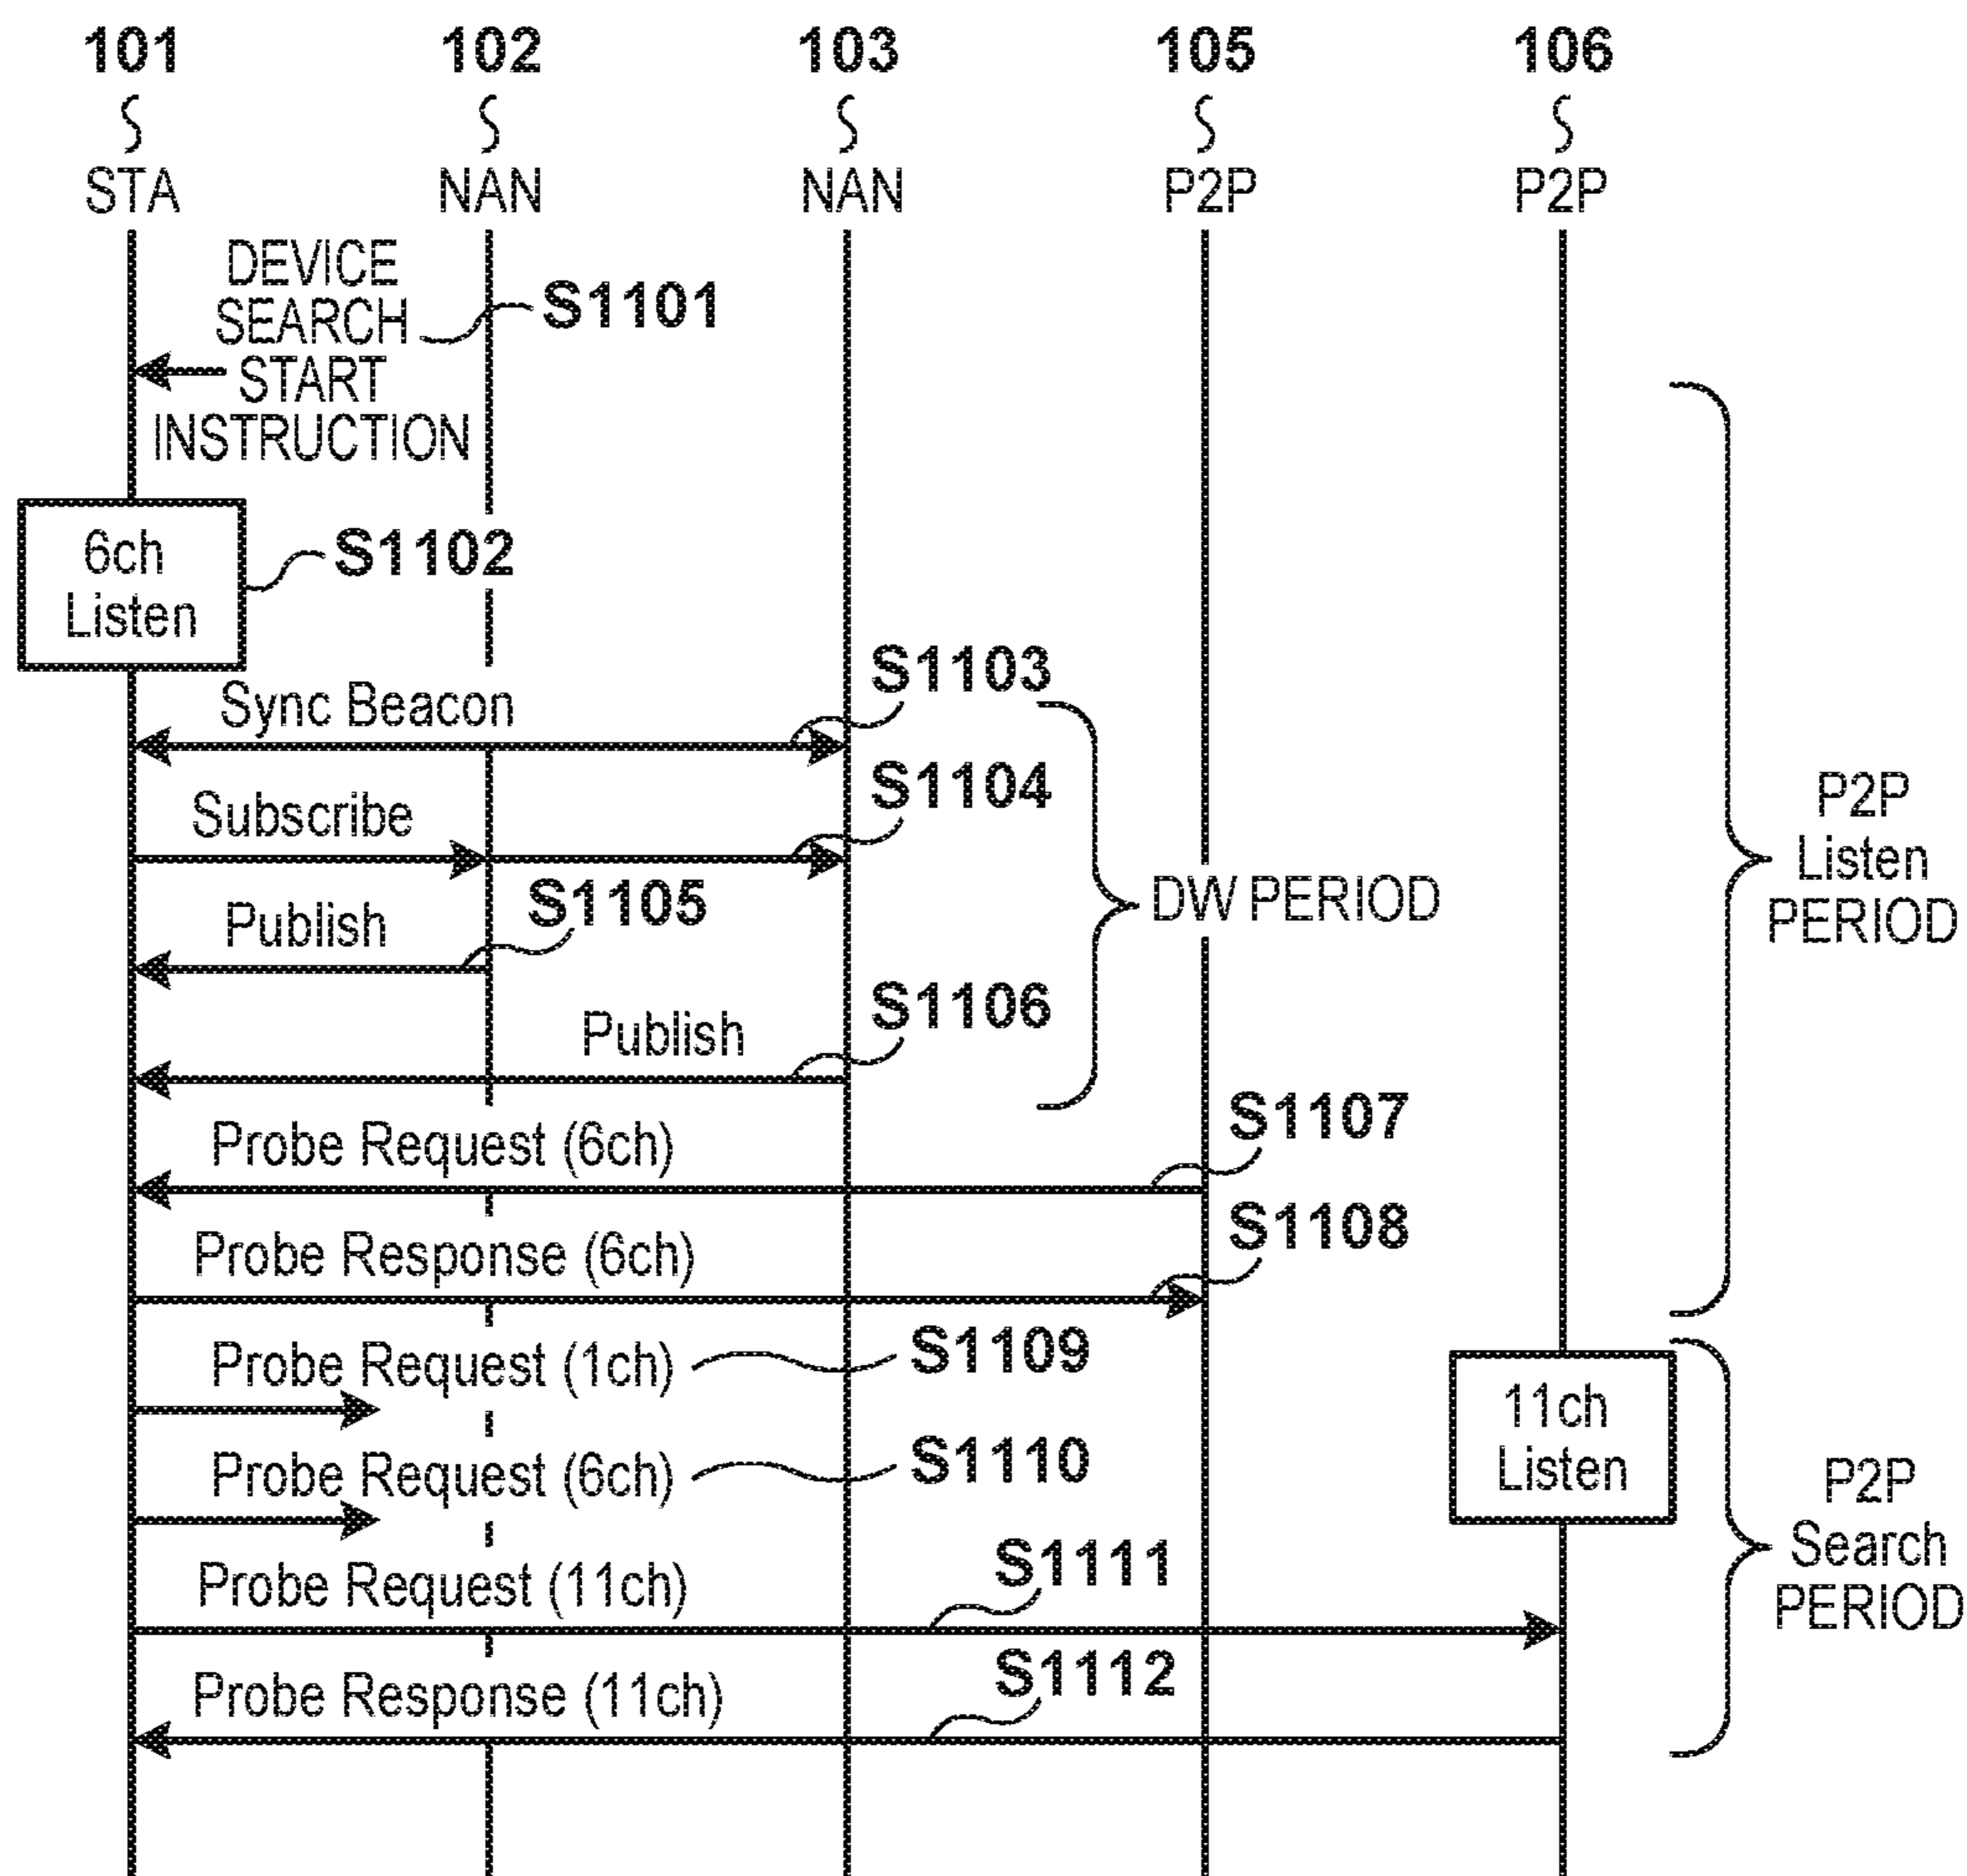 101 102 103 105 106
STA NAN NAN P2P P2P
DEVICE
SEARCH
START
INSTRUCTION
S1101
6ch
Listen
S1102
Sync Beacon
S1103
Subscribe
S1104
Publish
S1105
Publish
S1106
DW PERIOD
P2P
Listen
PERIOD
Probe Request (6ch)
S1107
Probe Response (6ch)
S1108
Probe Request (1ch)
S1109
Probe Request (6ch)
S1110
11ch
Listen
P2P
Search
PERIOD
Probe Request (11ch)
S1111
Probe Response (11ch)
S1112